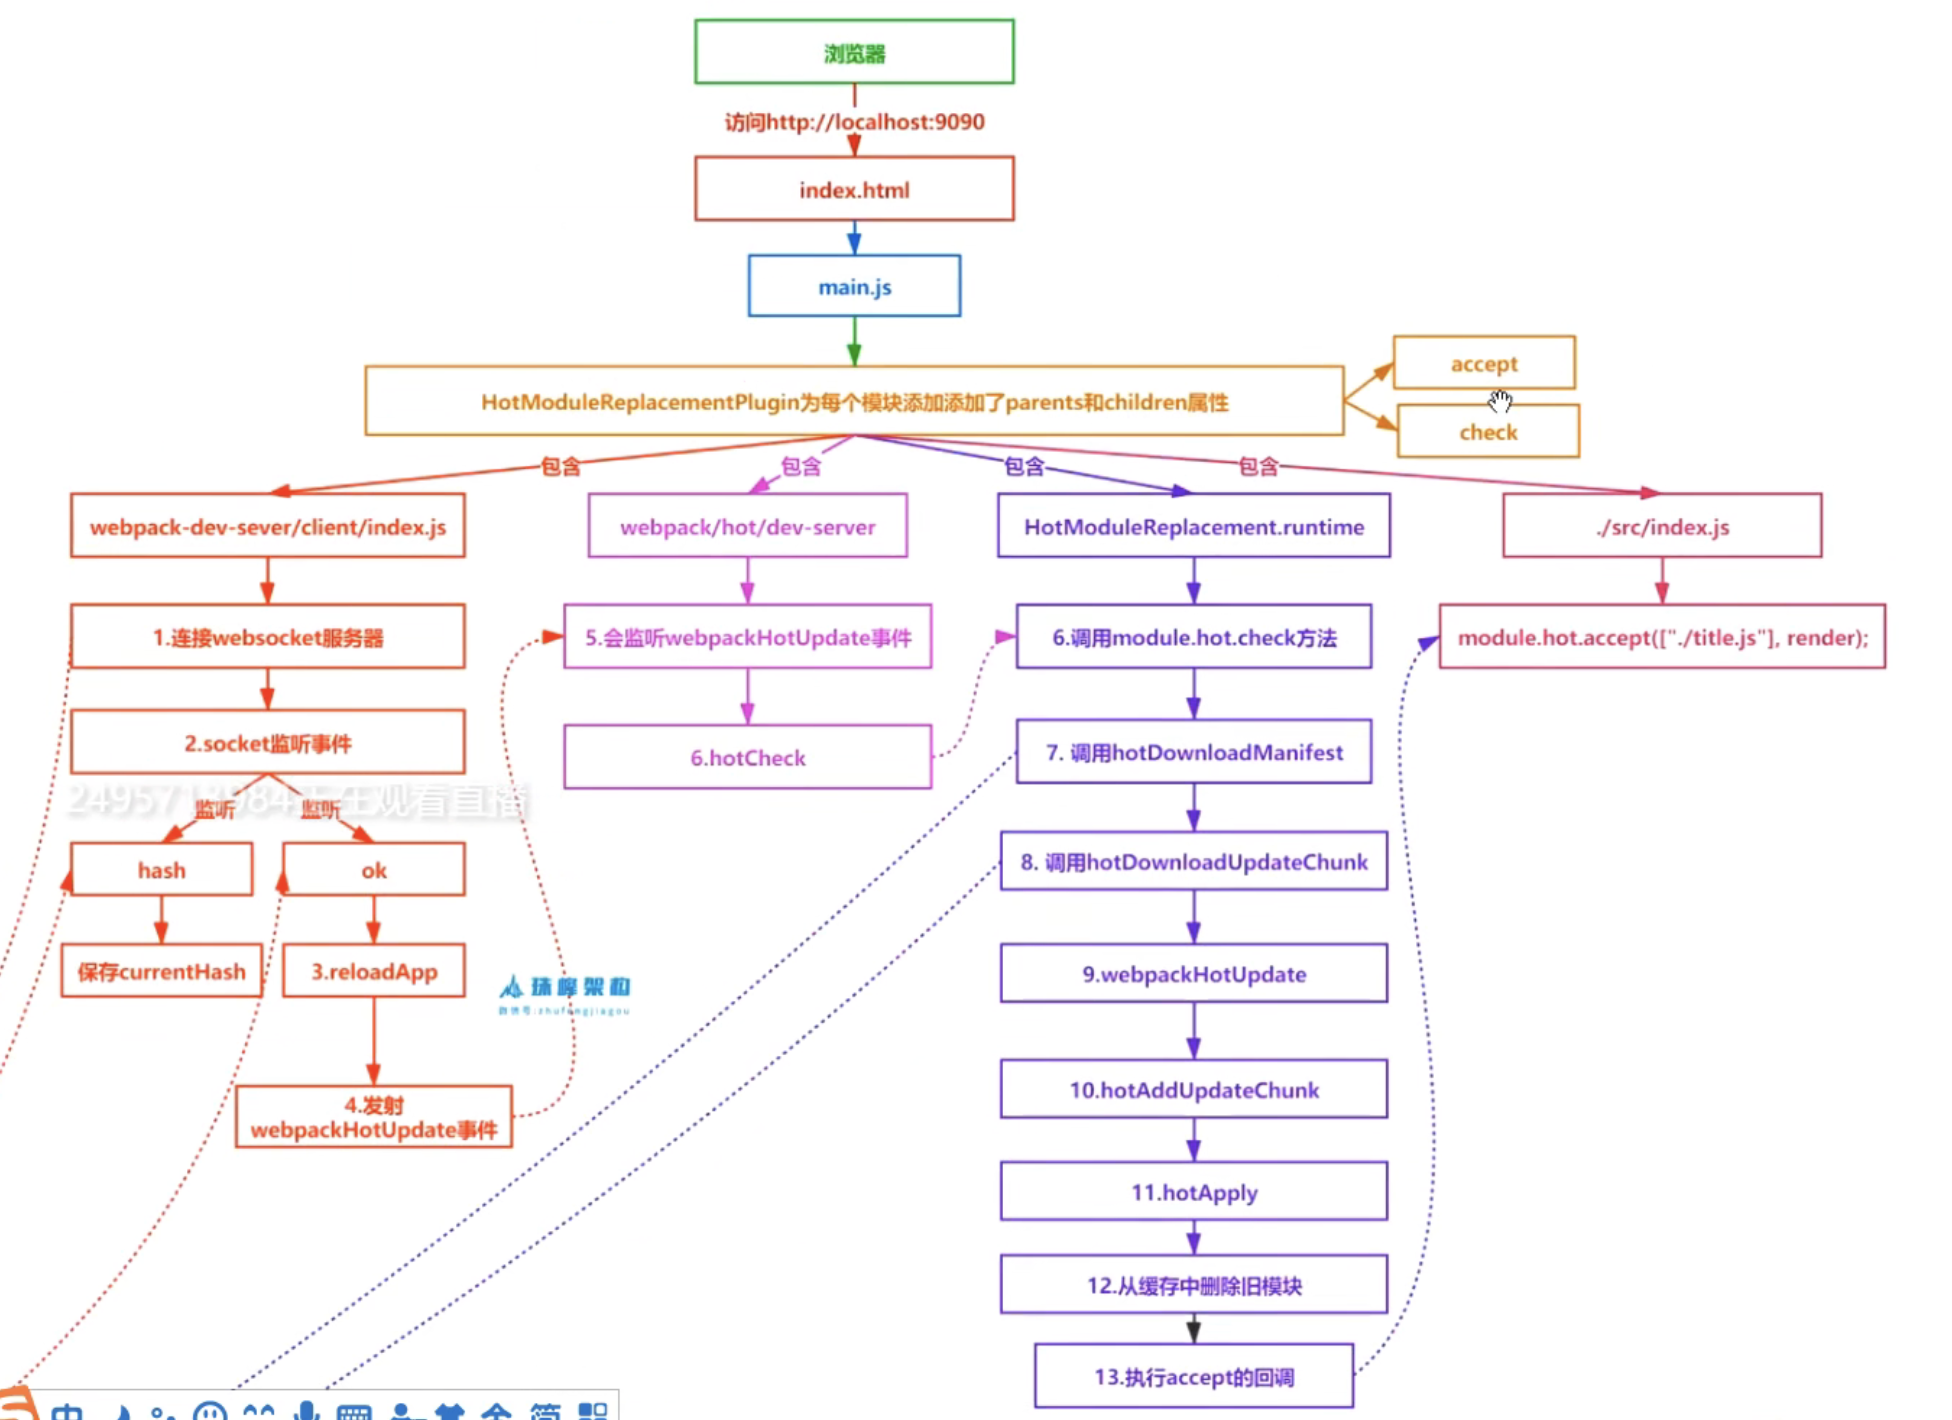 浏览器
访问http://localhost:9090
index.html
main.js
HotModuleReplacementPlugin为每个模块添加添加了parents和children属性
accept
check
包含
包含
包含
包含
webpack-dev-sever/client/index.js
webpack/hot/dev-server
HotModuleReplacement.runtime
./src/index.js
1.连接websocket服务器
5.会监听webpackHotUpdate事件
6.调用module.hot.check方法
module.hot.accept(["./title.js"], render);
2.socket监听事件
6.hotCheck
7. 调用hotDownloadManifest
监听
监听
观看直播
hash
ok
8. 调用hotDownloadUpdateChunk
保存currentHash
3.reloadApp
9.webpackHotUpdate
珠峰架构
微信号:zhufengjiagou
4.发射
webpackHotUpdate事件
10.hotAddUpdateChunk
11.hotApply
12.从缓存中删除旧模块
13.执行accept的回调
中
简